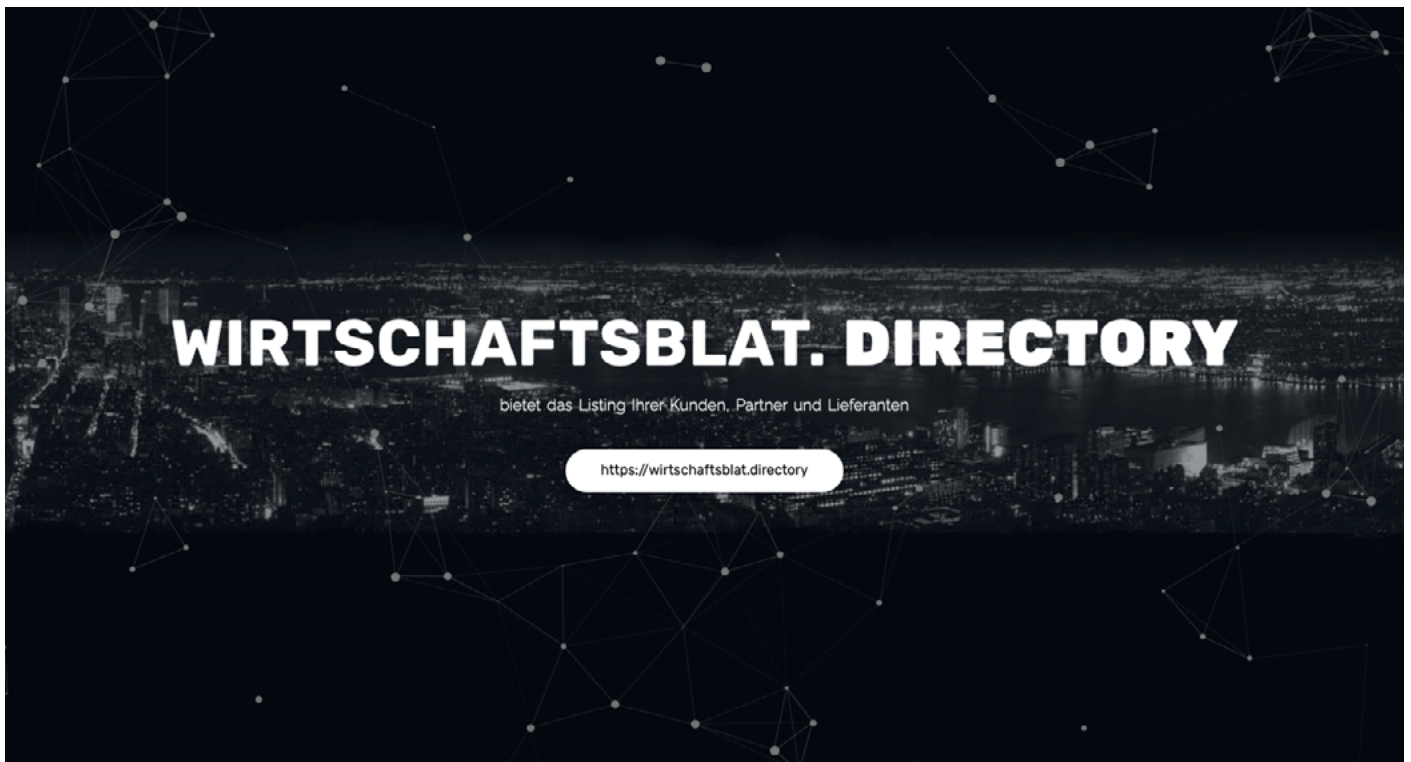 WIRTSCHAFTSBLAT. DIRECTORY
bietet das Listing Ihrer Kunden, Partner und Lieferanten
https://wirtschaftsblat.directory